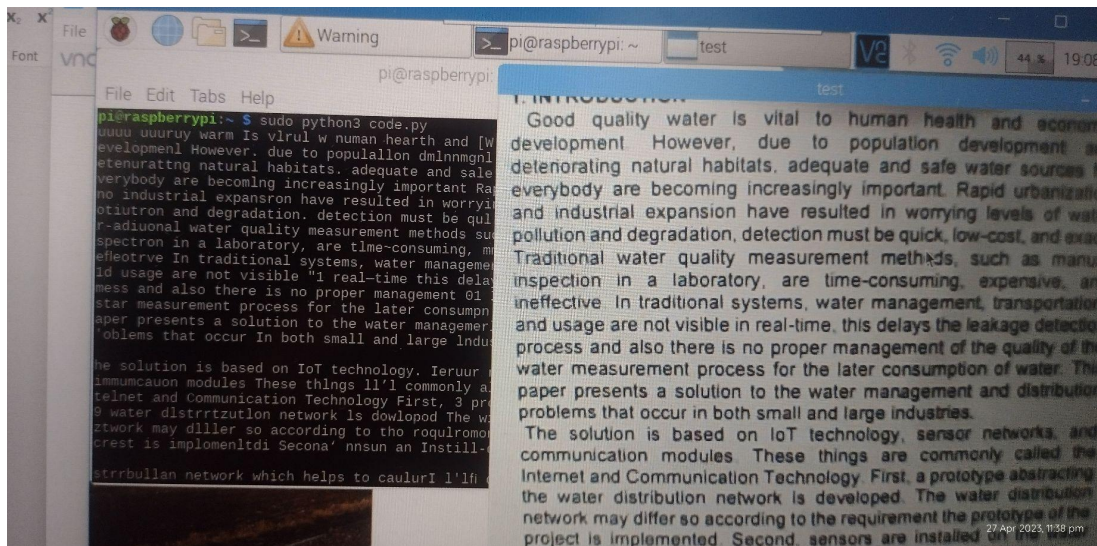 X₂ X
Font
File
vnc
Warning
pi@raspberrypi: ~
test
V2
44 %
19:08
pi@raspberrypi:
File Edit Tabs Help
pi@raspberrypi:~ $ sudo python3 code.py
uuuu uuuruy warm Is vlrul w numan hearth and [W
evelopmenl However. due to populallon dmlnnmgnl
etenurattng natural habitats. adequate and sale
verybody are becomlng increasingly important Ra
no industrial expansron have resulted in worryi
otiutron and degradation. detection must be qul
r-adiuonal water quality measurement methods su
spectron in a laboratory, are tlme—consuming, m
efleotrve In traditional systems, water manageme
ld usage are not visible "1 real—time this dela
mess and also there is no proper management 01
star measurement process for the later consumpn
aper presents a solution to the water managemer
'oblems that occur In both small and large lndu
he solution is based on IoT technology. Ieruur
immumcauon modules These thlngs ll'l commonly a
telnet and Communication Technology First, 3 pr
9 water dlstrrtzutlon network ls dowlopod The w
ztwork may dlller so according to tho roqulromo
crest is implomenltdi Secona' nnsun an Instill-
strrbullan network which helps to caulurI l'lfi
test
1. INTRODUCTION
Good quality water is vital to human health and econom
development. However, due to population development a
deteriorating natural habitats, adequate and safe water sources
everybody are becoming increasingly important. Rapid urbanizatio
and industrial expansion have resulted in worrying levels of wat
pollution and degradation, detection must be quick, low-cost, and exa
Traditional water quality measurement methods, such as manu
inspection in a laboratory, are time-consuming, expensive, an
ineffective. In traditional systems, water management, transportation
and usage are not visible in real-time, this delays the leakage detectio
process and also there is no proper management of the quality of th
water measurement process for the later consumption of water. Thi
paper presents a solution to the water management and distribution
problems that occur in both small and large industries.
The solution is based on IoT technology, sensor networks, and
communication modules. These things are commonly called the
Internet and Communication Technology. First, a prototype abstracting
the water distribution network is developed. The water distribution
network may differ so according to the requirement the prototype of the
project is implemented. Second, sensors are installed on the water
27 Apr 2023, 11:38 pm